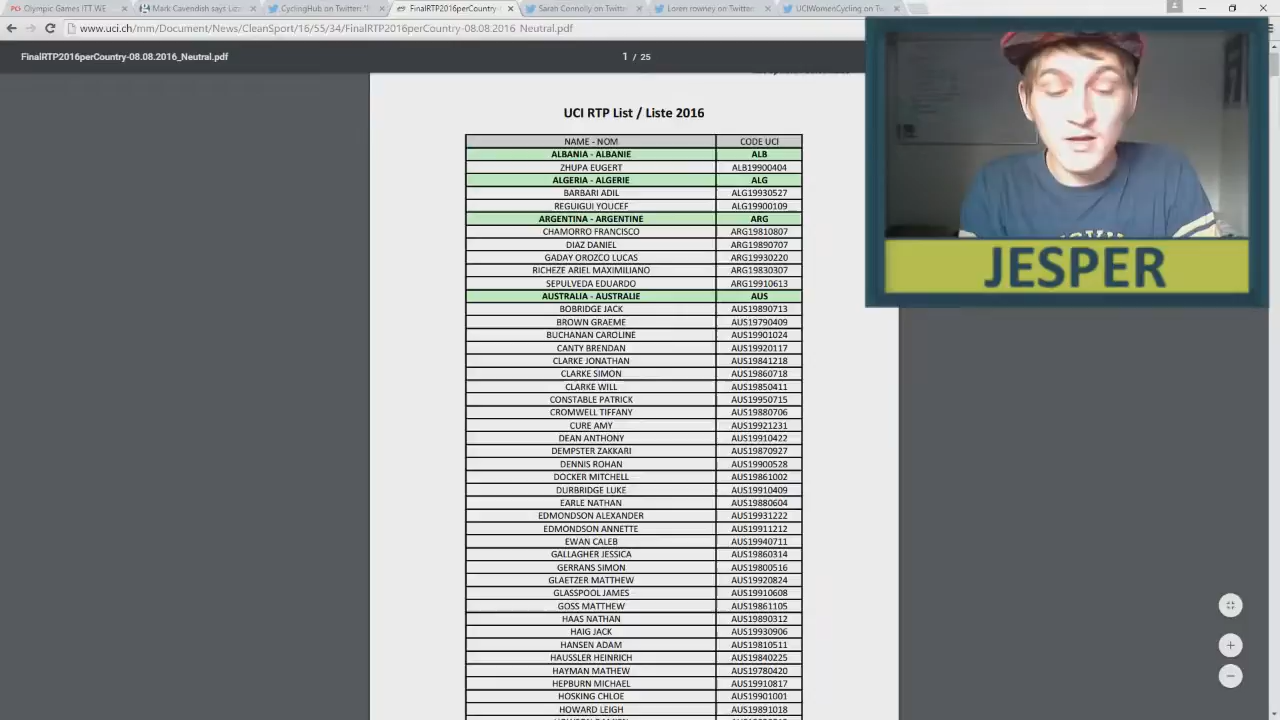 Olympic Games ITT WE
Mark Cavendish says Lizz
CyclingHub on Twitter: "
FinalRTP2016perCountry
Sarah Connolly on Twitte
Loren rowney on Twitter
UCIWomenCycling on Tw
www.uci.ch/mm/Document/News/CleanSport/16/55/34/FinalRTP2016perCountry-08.08.2016_Neutral.pdf
FinalRTP2016perCountry-08.08.2016_Neutral.pdf
1 / 25
UCI RTP List / Liste 2016
NAME - NOM CODE UCI
ALBANIA - ALBANIE ALB
ZHUPA EUGERT ALB19900404
ALGERIA - ALGERIE ALG
BARBARI ADIL ALG19930527
REGUIGUI YOUCEF ALG19900109
ARGENTINA - ARGENTINE ARG
CHAMORRO FRANCISCO ARG19810807
DIAZ DANIEL ARG19890707
GADAY OROZCO LUCAS ARG19930220
RICHEZE ARIEL MAXIMILIANO ARG19830307
SEPULVEDA EDUARDO ARG19910613
AUSTRALIA - AUSTRALIE AUS
BOBRIDGE JACK AUS19890713
BROWN GRAEME AUS19790409
BUCHANAN CAROLINE AUS19901024
CANTY BRENDAN AUS19920117
CLARKE JONATHAN AUS19841218
CLARKE SIMON AUS19860718
CLARKE WILL AUS19850411
CONSTABLE PATRICK AUS19950715
CROMWELL TIFFANY AUS19880706
CURE AMY AUS19921231
DEAN ANTHONY AUS19910422
DEMPSTER ZAKKARI AUS19870927
DENNIS ROHAN AUS19900528
DOCKER MITCHELL AUS19861002
DURBRIDGE LUKE AUS19910409
EARLE NATHAN AUS19880604
EDMONDSON ALEXANDER AUS19931222
EDMONDSON ANNETTE AUS19911212
EWAN CALEB AUS19940711
GALLAGHER JESSICA AUS19860314
GERRANS SIMON AUS19800516
GLAETZER MATTHEW AUS19920824
GLASSPOOL JAMES AUS19910608
GOSS MATTHEW AUS19861105
HAAS NATHAN AUS19890312
HAIG JACK AUS19930906
HANSEN ADAM AUS19810511
HAUSSLER HEINRICH AUS19840225
HAYMAN MATHEW AUS19780420
HEPBURN MICHAEL AUS19910817
HOSKING CHLOE AUS19901001
HOWARD LEIGH AUS19891018
JESPER